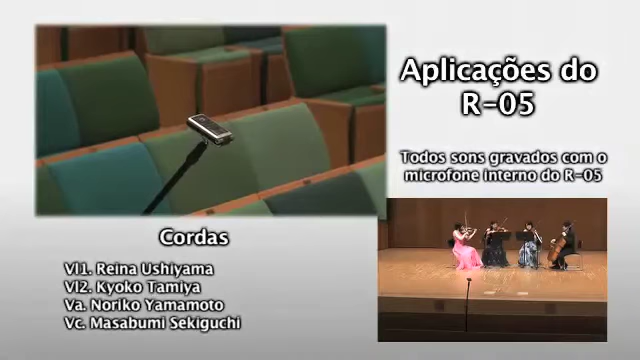 Aplicações do
R-05
Todos sons gravados com o
microfone interno do R-05
Cordas
Vl1. Reina Ushiyama
Vl2. Kyoko Tamiya
Va. Noriko Yamamoto
Vc. Masabumi Sekiguchi